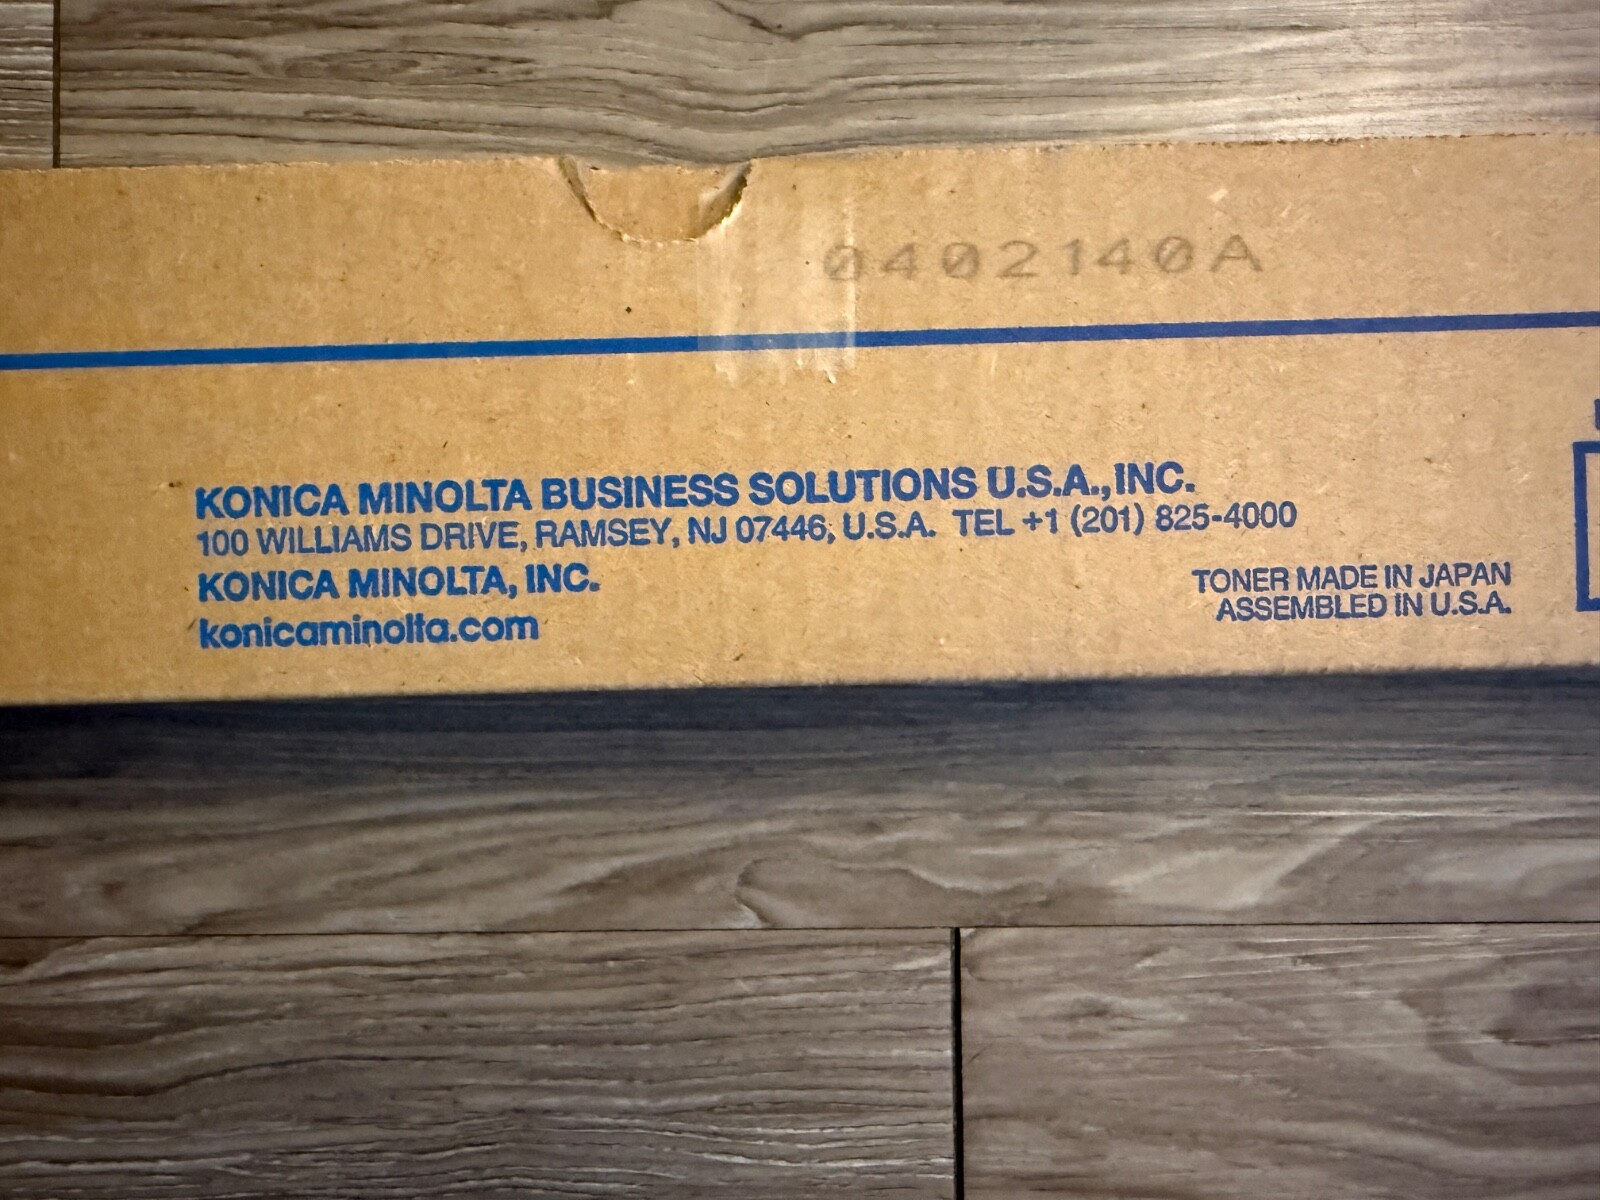 0402140A
KONICA MINOLTA BUSINESS SOLUTIONS U.S.A., INC.
100 WILLIAMS DRIVE, RAMSEY, NJ 07446, U.S.A. TEL +1 (201) 825-4000
KONICA MINOLTA, INC.
konicaminolta.com
TONER MADE IN JAPAN
ASSEMBLED IN U.S.A.